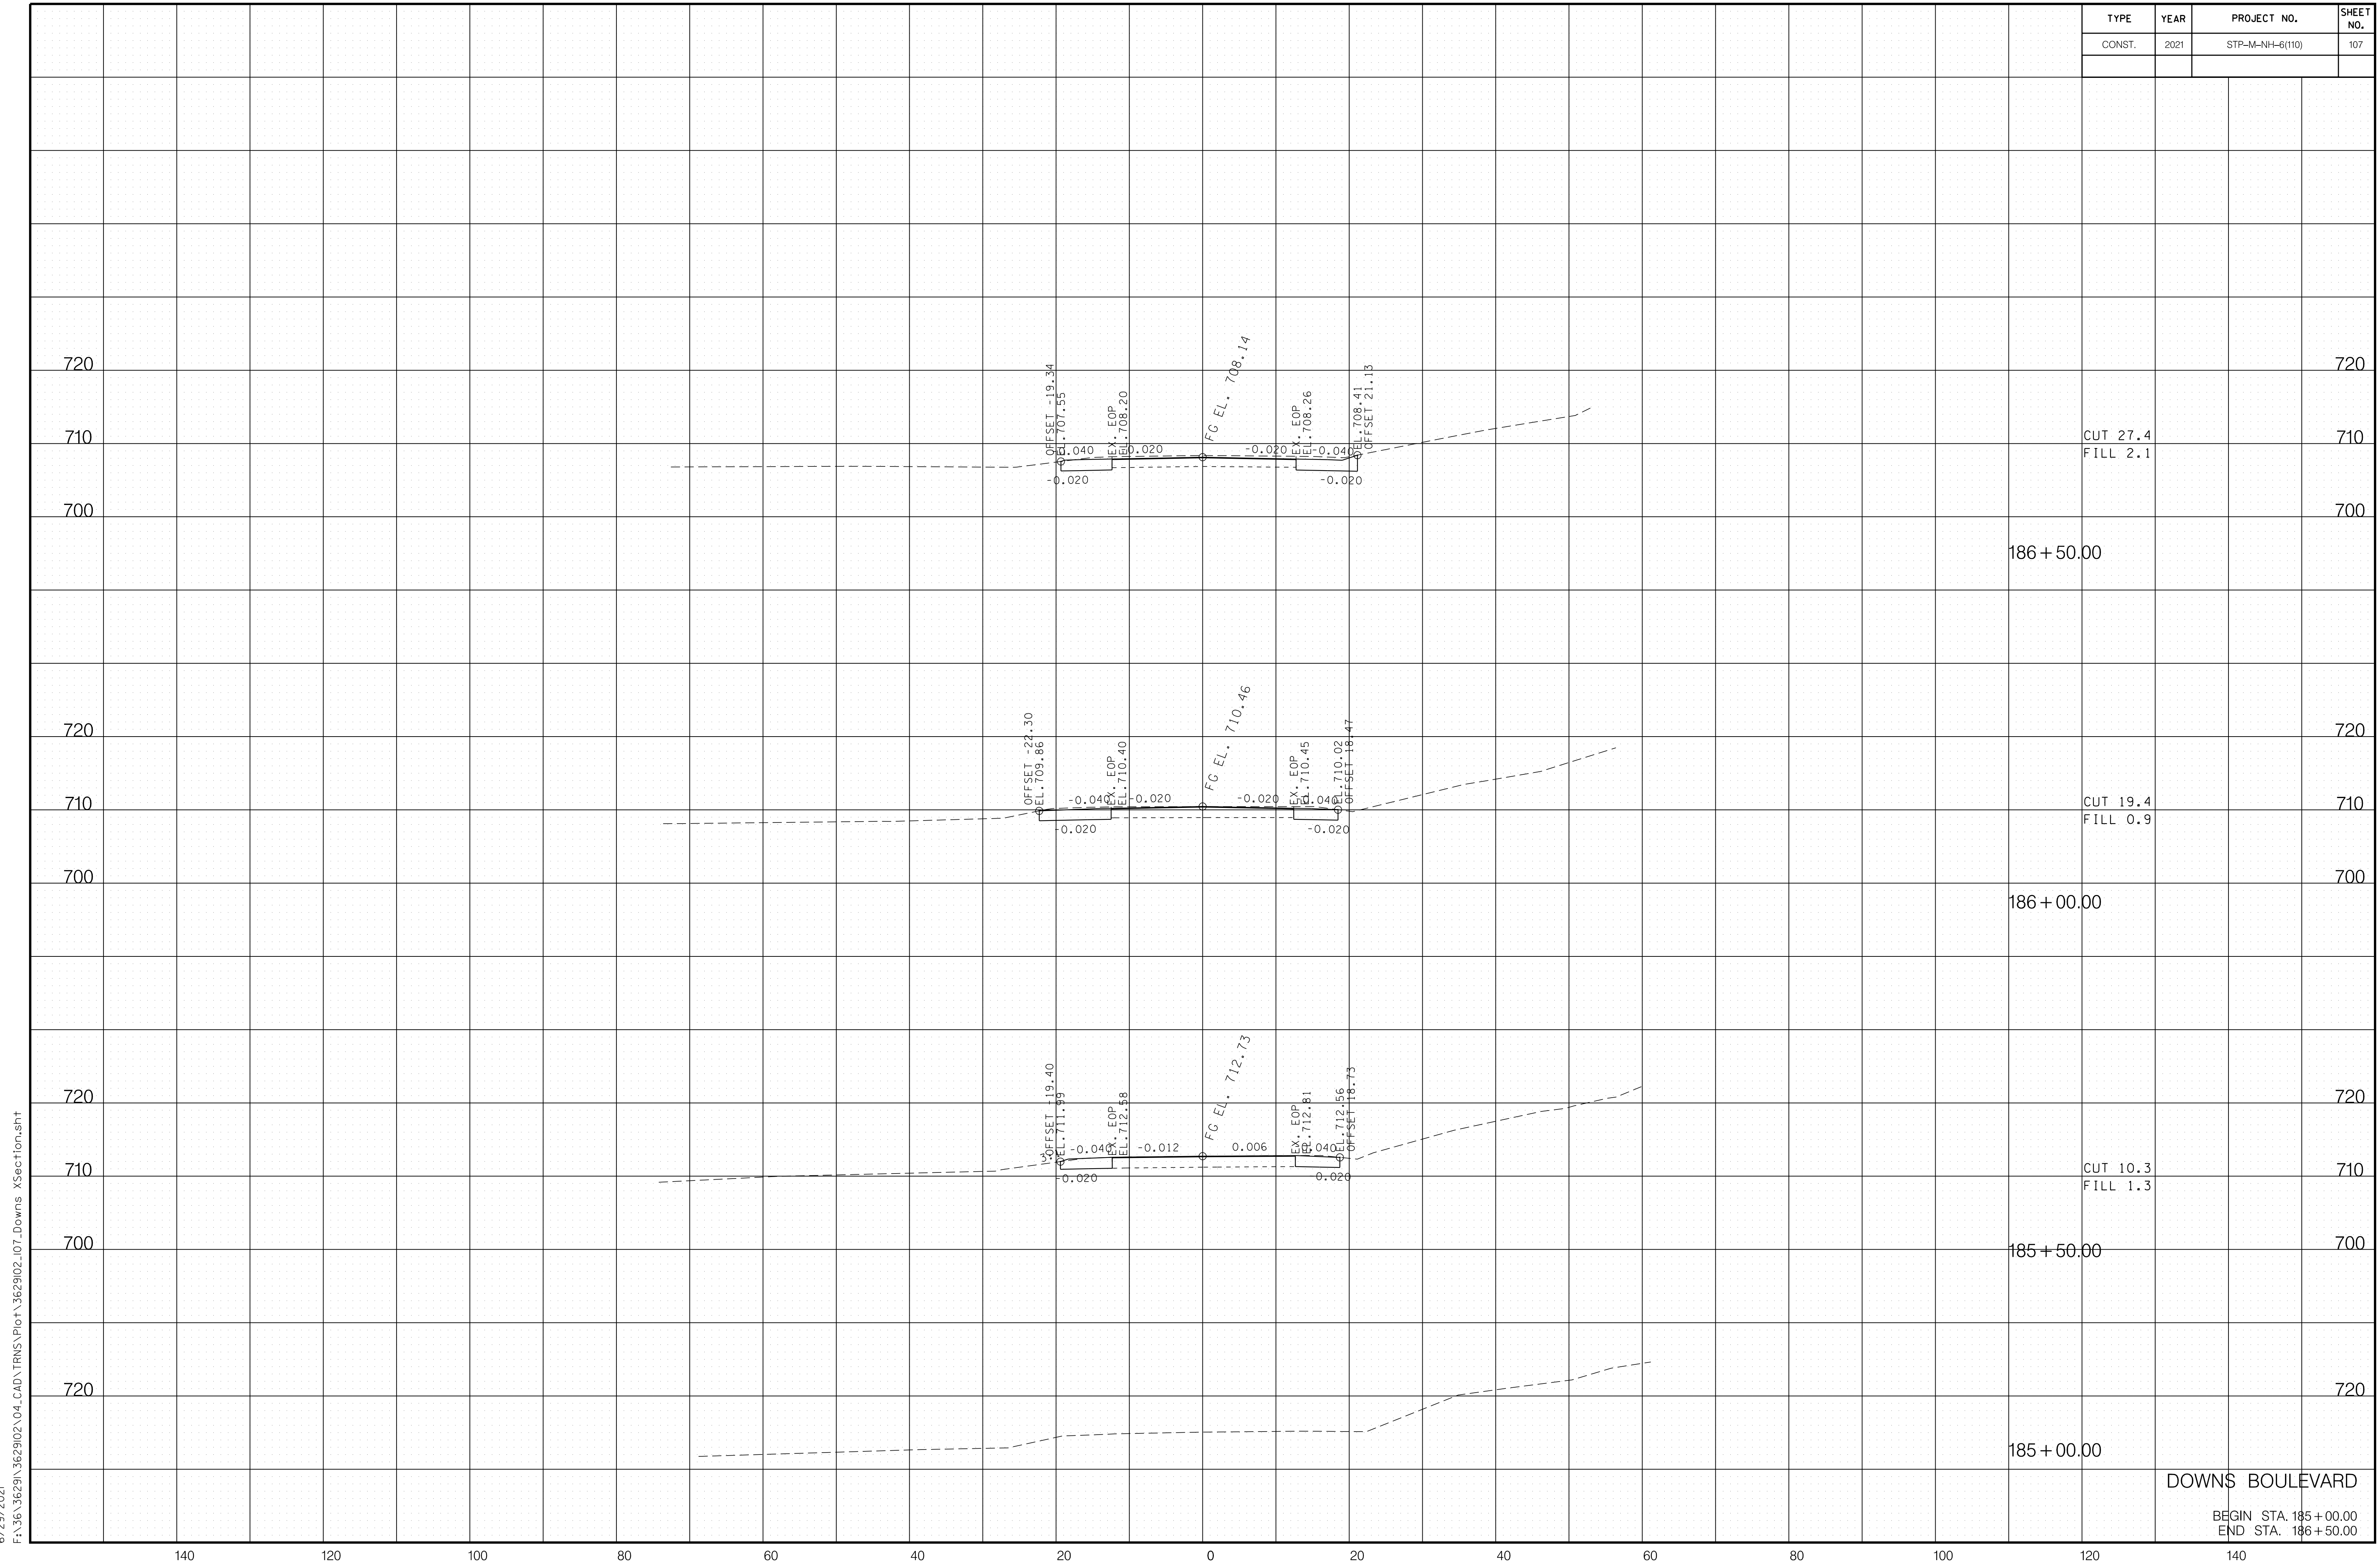 TYPE YEAR PROJECT NO. SHEET NO.
CONST. 2021 STP-M-NH-6(110) 107
720 720
OFFSET -19.34
EL.707.55
EX. EOP
EL.708.20
FG EL. 708.14
EX. EOP
EL.708.26
EL.708.41
OFFSET 21.13
710 710
-0.020 -0.020 -0.040
CUT 27.4
FILL 2.1
-0.020 -0.020
700 700
186+50.00
720 720
OFFSET -22.30
EL.709.86
EX. EOP
EL.710.40
FG EL. 710.46
EX. EOP
EL.710.45
EL.710.02
OFFSET 18.47
710 710
-0.040 -0.020 -0.020
CUT 19.4
FILL 0.9
-0.020 -0.020
700 700
186+00.00
720 720
OFFSET -19.40
EL.711.99
EX. EOP
EL.712.58
FG EL. 712.73
EX. EOP
EL.712.81
EL.712.56
OFFSET 18.73
-0.040 -0.012 0.006
710 710
CUT 10.3
FILL 1.3
-0.020 0.020
700 700
185+50.00
720 720
185+00.00
DOWNS BOULEVARD
BEGIN STA. 185+00.00
END STA. 186+50.00
140 120 100 80 60 40 20 0 20 40 60 80 100 120 140
F:\36\36291\3629102\04_CAD\TRNS\Plot\3629102_107_Downs XSection.sht